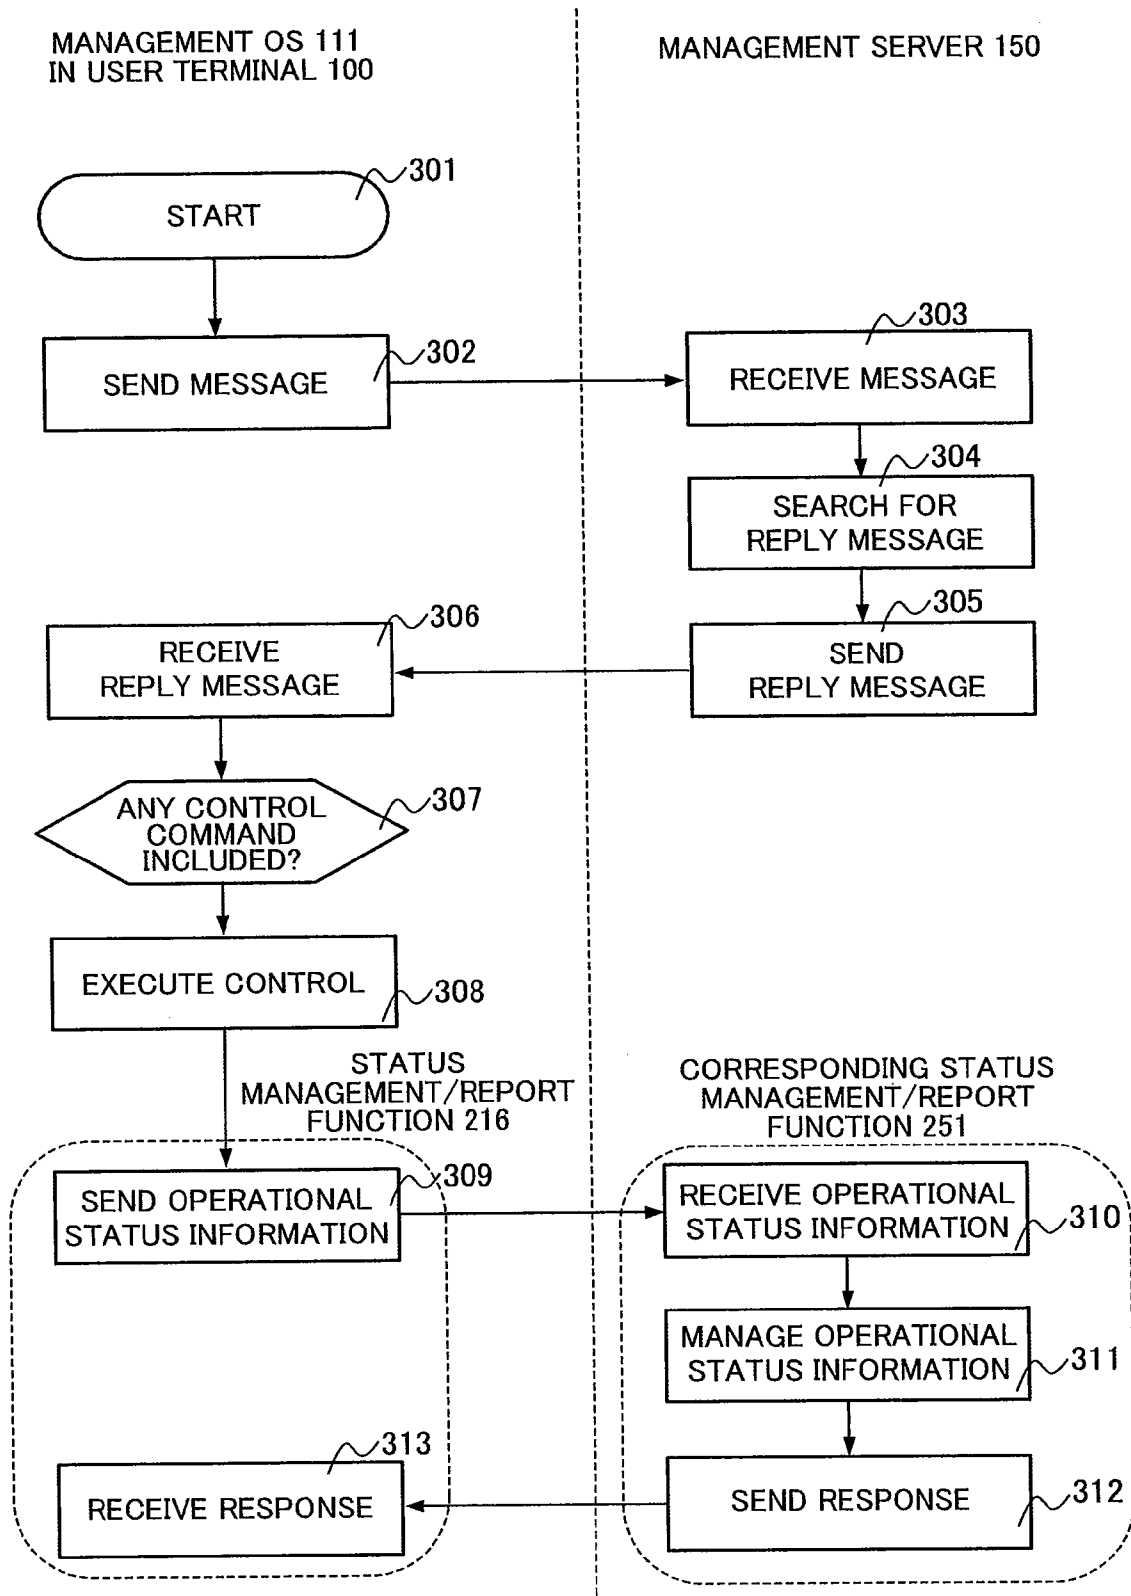 MANAGEMENT OS 111
IN USER TERMINAL 100
MANAGEMENT SERVER 150
301
START
302
SEND MESSAGE
303
RECEIVE MESSAGE
304
SEARCH FOR
REPLY MESSAGE
305
SEND
REPLY MESSAGE
306
RECEIVE
REPLY MESSAGE
307
ANY CONTROL
COMMAND
INCLUDED?
EXECUTE CONTROL
308
STATUS
MANAGEMENT/REPORT
FUNCTION 216
CORRESPONDING STATUS
MANAGEMENT/REPORT
FUNCTION 251
309
SEND OPERATIONAL
STATUS INFORMATION
RECEIVE OPERATIONAL
STATUS INFORMATION
310
MANAGE OPERATIONAL
STATUS INFORMATION
311
313
RECEIVE RESPONSE
SEND RESPONSE
312